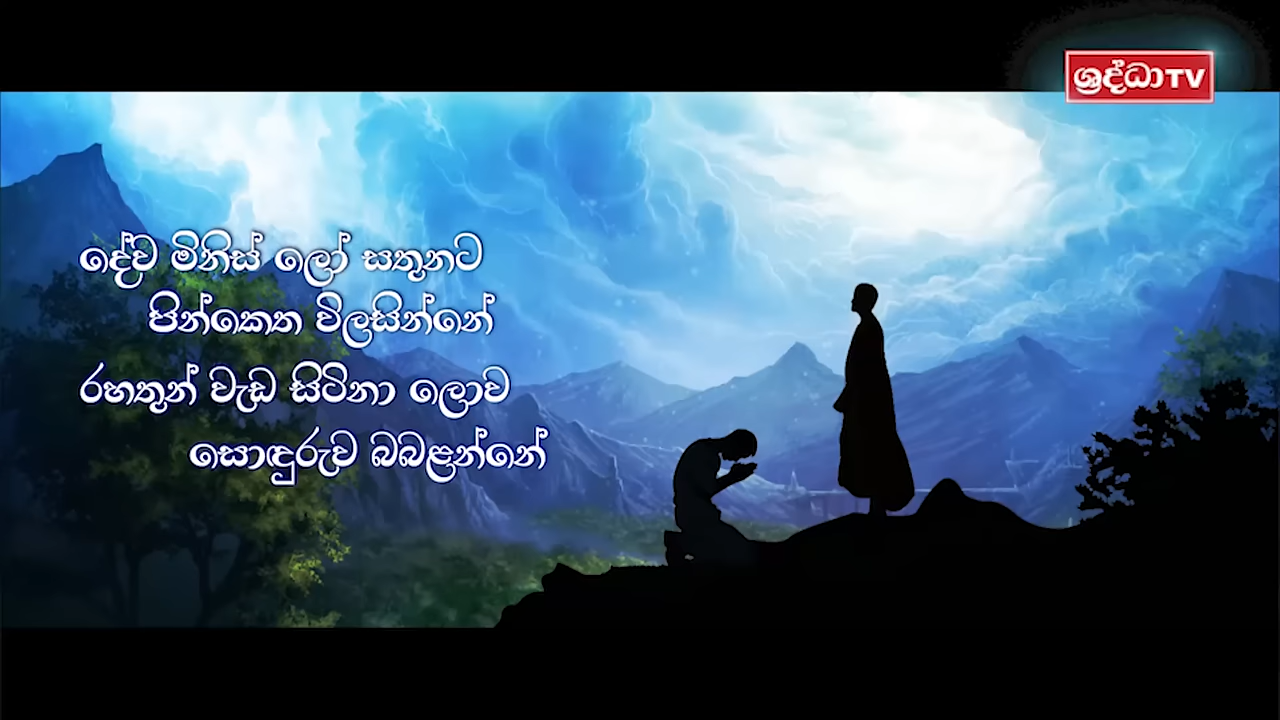 ශ්‍රද්ධාTV
දේව මිනිස් ලෝ සතුනට
පින්කෙත විලසින්නේ
රහතුන් වැඩ සිටිනා ලොව
සොඳුරුව බබළන්නේ